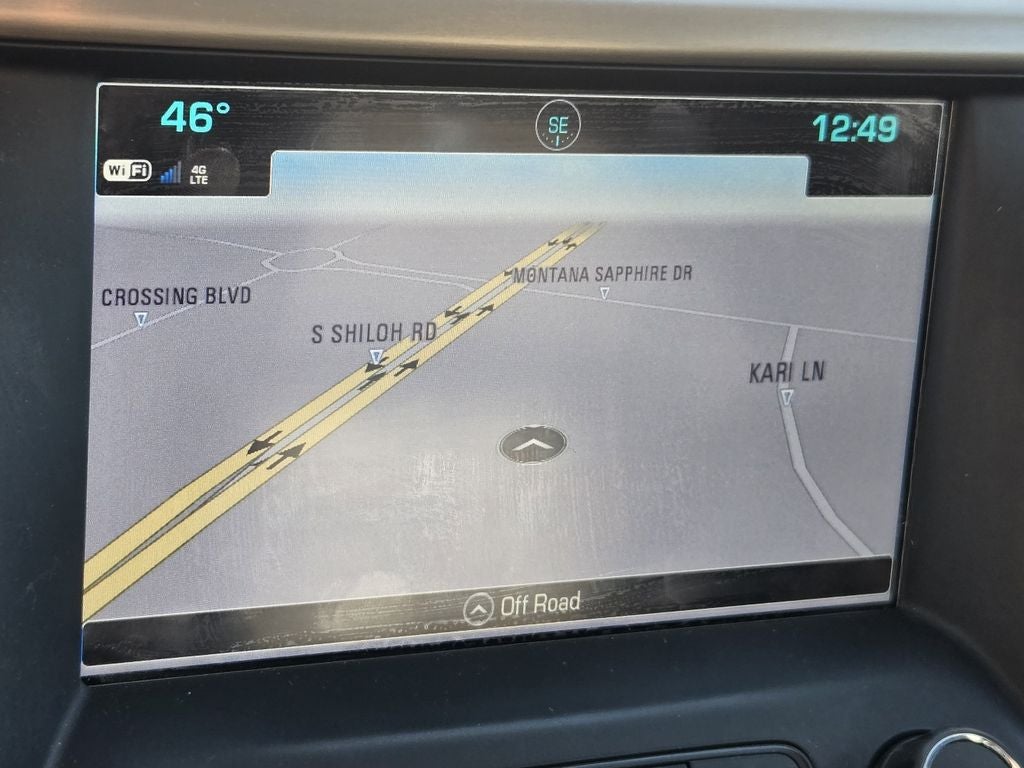 46°
SE
12:49
WiFi
4G
LTE
MONTANA SAPPHIRE DR
CROSSING BLVD
S SHILOH RD
KARI LN
Off Road